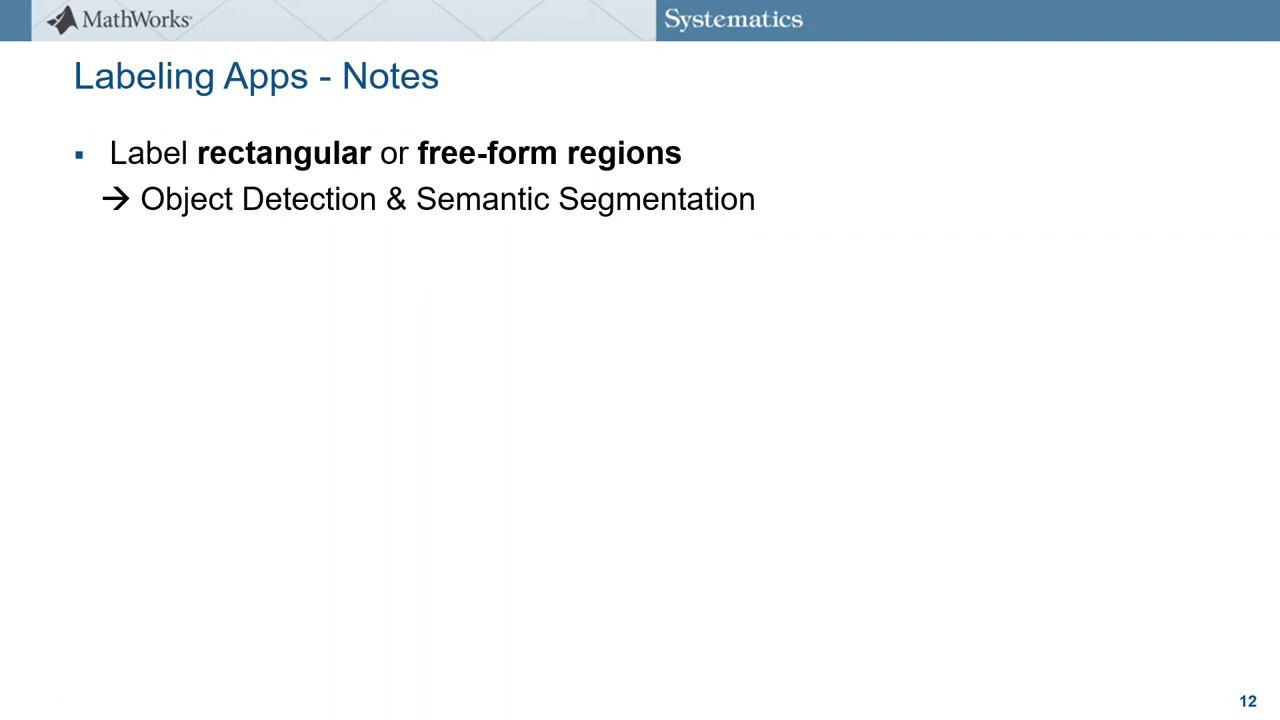 MathWorks®
Systematics
Labeling Apps - Notes
▪ Label rectangular or free-form regions
→ Object Detection & Semantic Segmentation
12